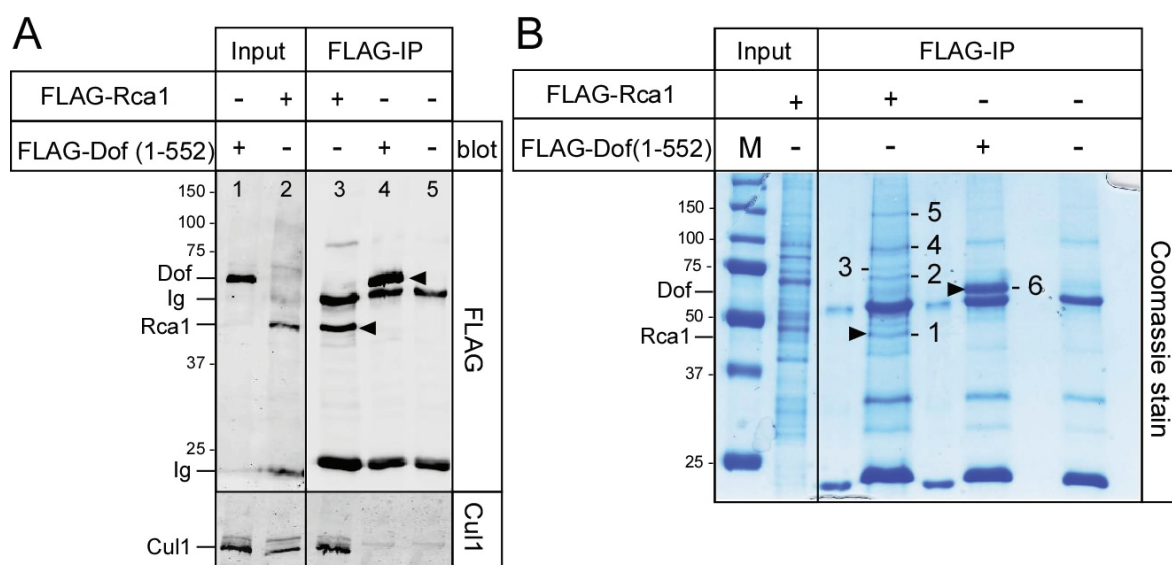 A
Input FLAG-IP
FLAG-Rca1 - + + - -
FLAG-Dof (1-552) + - - + - blot
1 2 3 4 5
150
100
75
Dof
Ig
Rca1
37
25
Ig
FLAG
Cul1
Cul1
B
Input FLAG-IP
FLAG-Rca1 + + - -
FLAG-Dof(1-552) M - - + -
150
100
75
Dof
50
Rca1
37
25
5
4
3 2
6
1
Coomassie stain